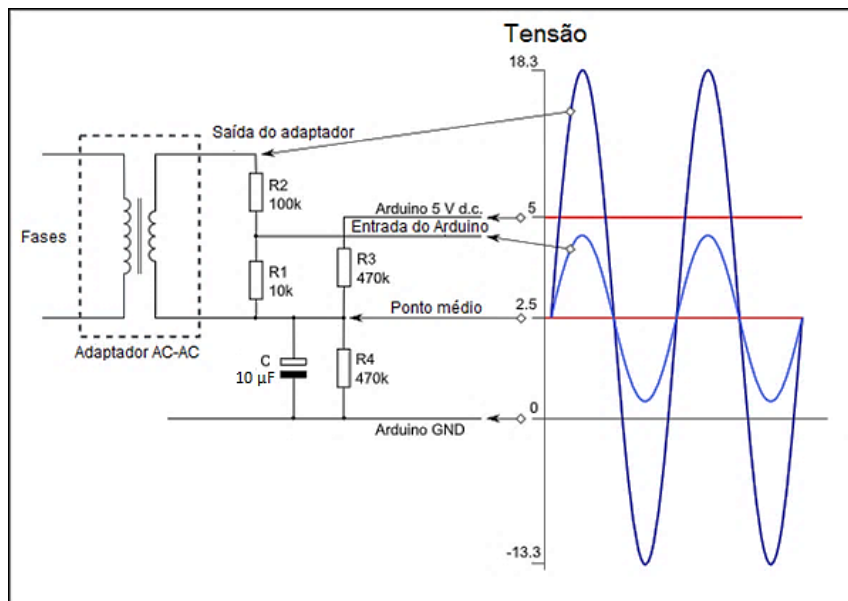 Tensão
18.3
Saída do adaptador
R2
100k
Arduino 5 V d.c.
5
Entrada do Arduino
Fases
R1
10k
R3
470k
Ponto médio
2.5
Adaptador AC-AC
C
10 µF
R4
470k
0
Arduino GND
-13.3